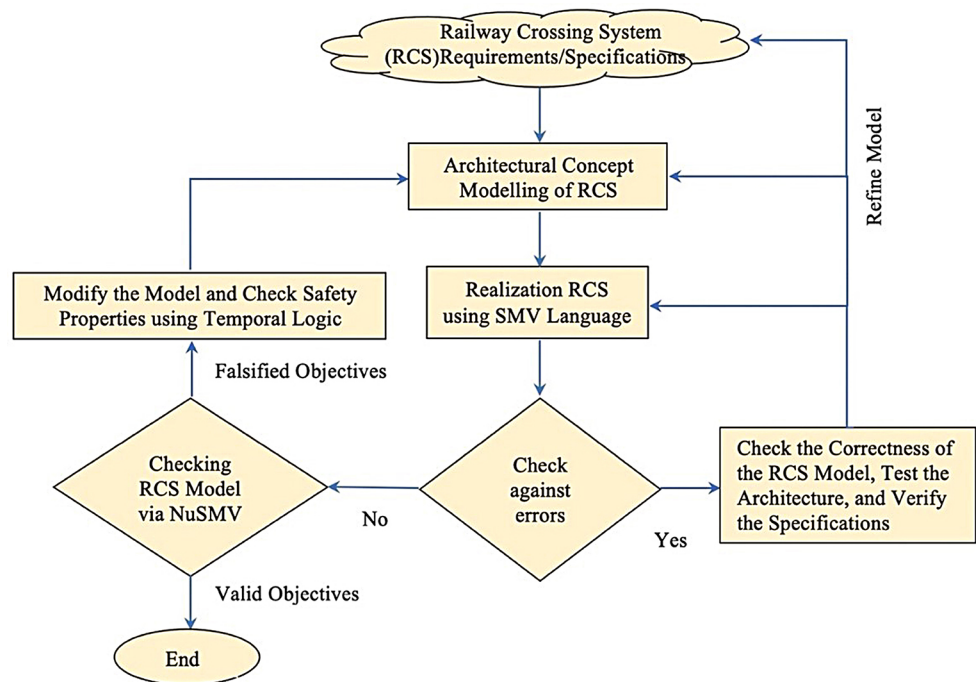 Railway Crossing System
(RCS)Requirements/Specifications
Architectural Concept
Modelling of RCS
Refine Model
Modify the Model and Check Safety
Properties using Temporal Logic
Realization RCS
using SMV Language
Falsified Objectives
Checking
RCS Model
via NuSMV
Check
against
errors
Check the Correctness of
the RCS Model, Test the
Architecture, and Verify
the Specifications
No
Yes
Valid Objectives
End